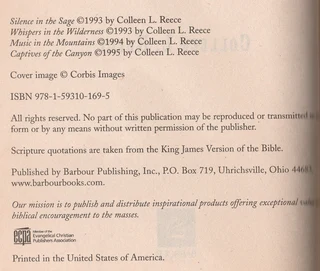 Silence in the Sage ©1993 by Colleen L. Reece
Whispers in the Wilderness ©1993 by Colleen L. Reece
Music in the Mountains ©1994 by Colleen L. Reece
Captives of the Canyon ©1995 by Colleen L. Reece
Cover image © Corbis Images
ISBN 978-1-59310-169-5
All rights reserved. No part of this publication may be reproduced or transmitted
form or by any means without written permission of the publisher.
Scripture quotations are taken from the King James Version of the Bible.
Published by Barbour Publishing, Inc., P.O. Box 719, Uhrichsville, Ohio
www.barbourbooks.com.
Our mission is to publish and distribute inspirational products offering exceptional
biblical encouragement to the masses.
ecpa Member of the
Evangelical Christian
Publishers Association
Printed in the United States of America.